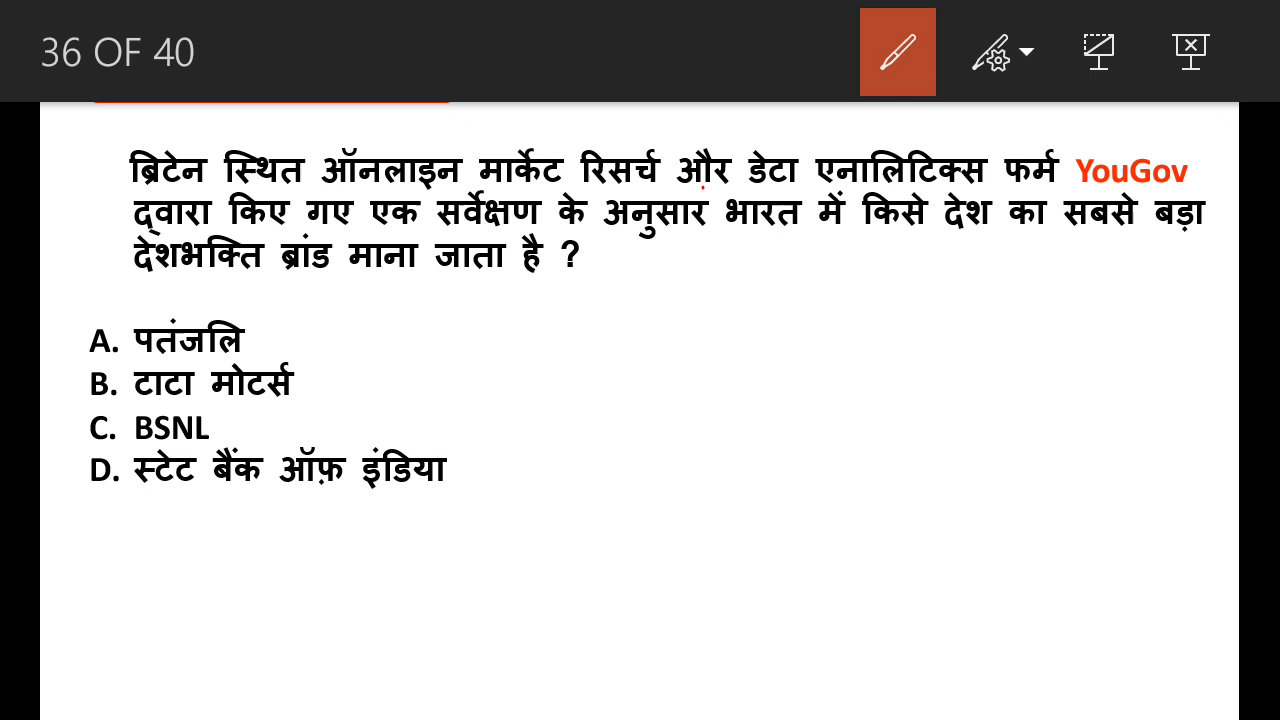 36 OF 40
ब्रिटेन स्थित ऑनलाइन मार्केट रिसर्च और डेटा एनालिटिक्स फर्म YouGov
द्वारा किए गए एक सर्वेक्षण के अनुसार भारत में किसे देश का सबसे बड़ा
देशभक्ति ब्रांड माना जाता है ?
A. पतंजलि
B. टाटा मोटर्स
C. BSNL
D. स्टेट बैंक ऑफ़ इंडिया